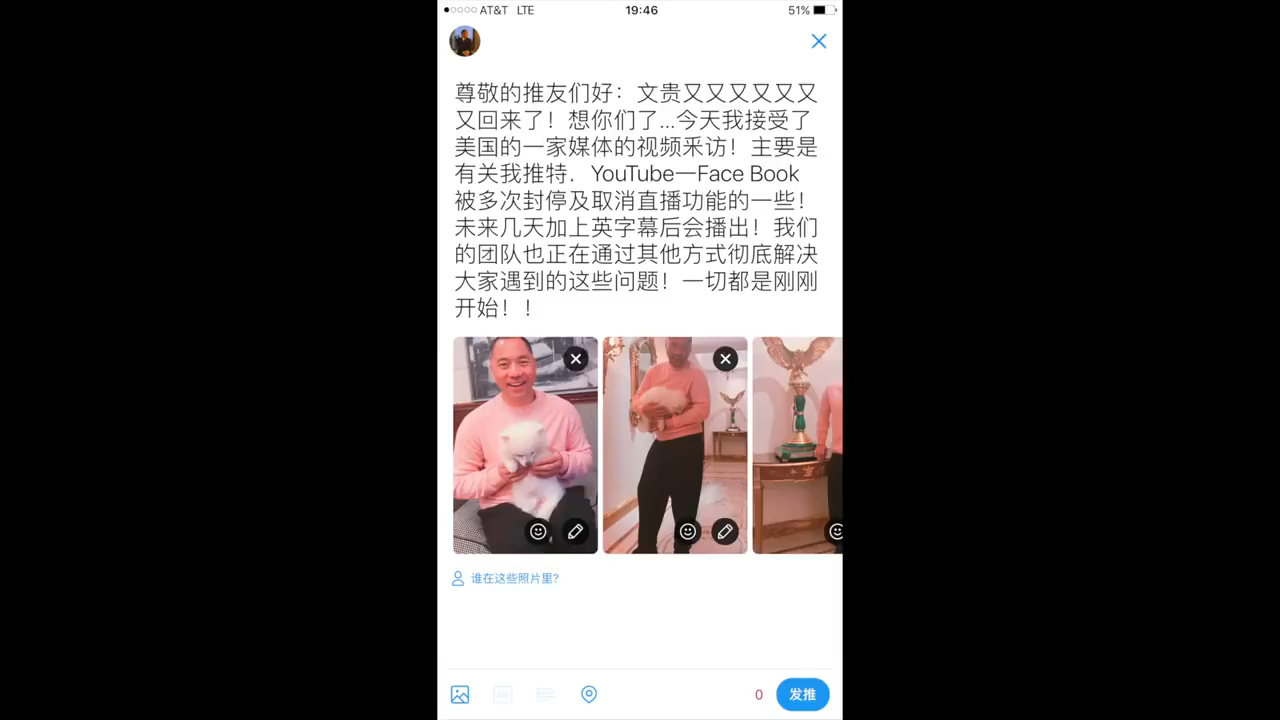 AT&T LTE 19:46 51%
尊敬的推友们好：文贵又又又又又又
又回来了！想你们了...今天我接受了
美国的一家媒体的视频采访！主要是
有关我推特．YouTube一Face Book
被多次封停及取消直播功能的一些！
未来几天加上英字幕后会播出！我们
的团队也正在通过其他方式彻底解决
大家遇到的这些问题！一切都是刚刚
开始！！
谁在这些照片里?
GIF
0 发推